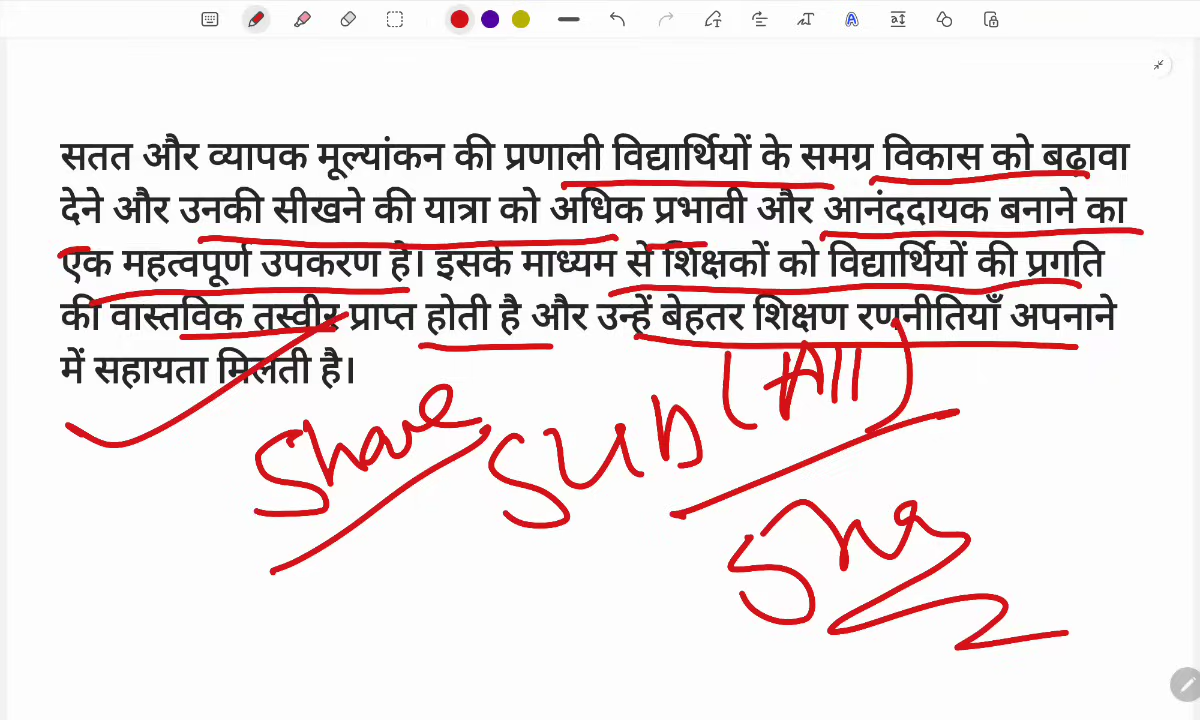 सतत और व्यापक मूल्यांकन की प्रणाली विद्यार्थियों के समग्र विकास को बढ़ावा
देने और उनकी सीखने की यात्रा को अधिक प्रभावी और आनंददायक बनाने का
एक महत्वपूर्ण उपकरण है। इसके माध्यम से शिक्षकों को विद्यार्थियों की प्रगति
की वास्तविक तस्वीर प्राप्त होती है और उन्हें बेहतर शिक्षण रणनीतियाँ अपनाने
में सहायता मिलती है।
Share Sub